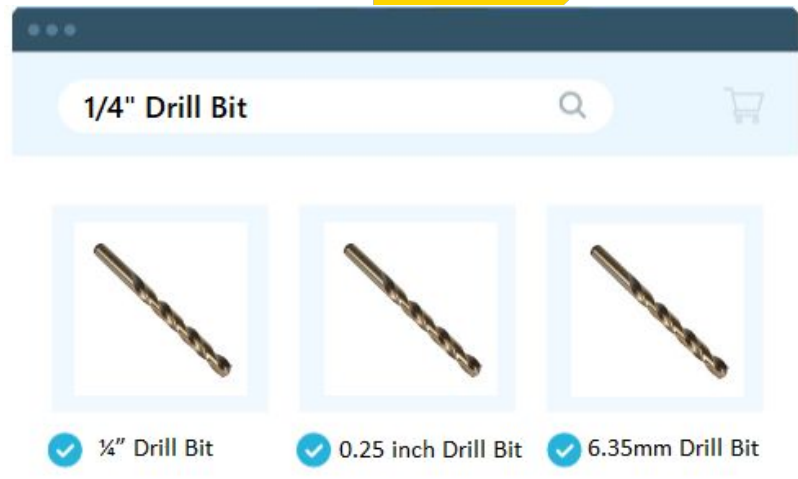 1/4" Drill Bit
¼” Drill Bit
0.25 inch Drill Bit
6.35mm Drill Bit